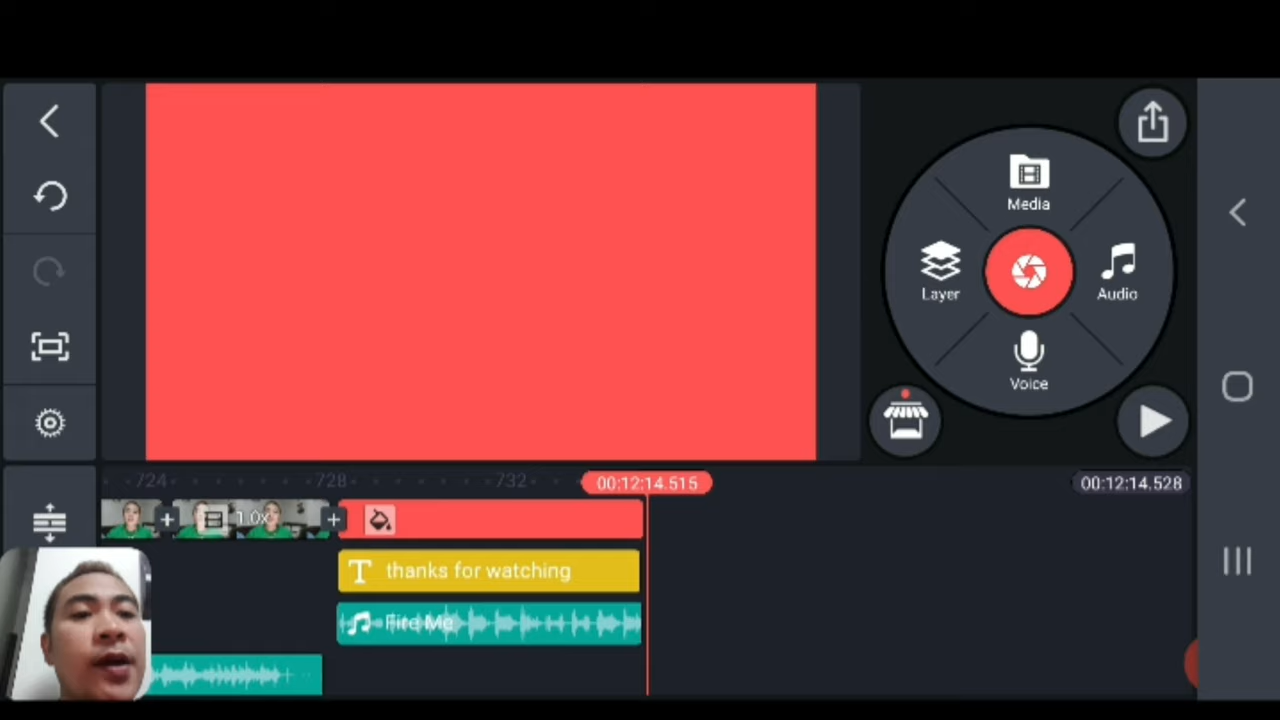 Media
Layer
Audio
Voice
724
728
732
00:12:14.515
00:12:14.528
1.0x
thanks for watching
Fire Me